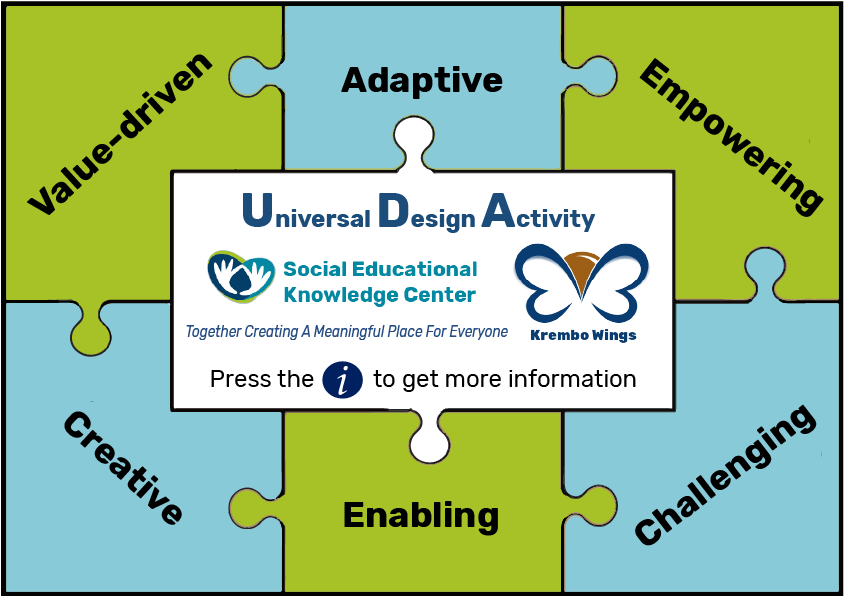 Value-driven
Adaptive
Empowering
Universal Design Activity
Social Educational
Knowledge Center
Together Creating A Meaningful Place For Everyone
Krembo Wings
Press the i to get more information
Creative
Enabling
Challenging